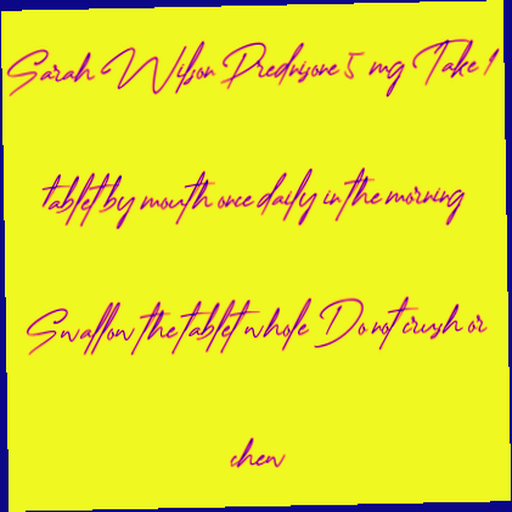 Sarah Wilson Prednisone 5 mg Take 1
tablet by mouth once daily in the morning
Swallow the tablet whole Do not crush or
chew